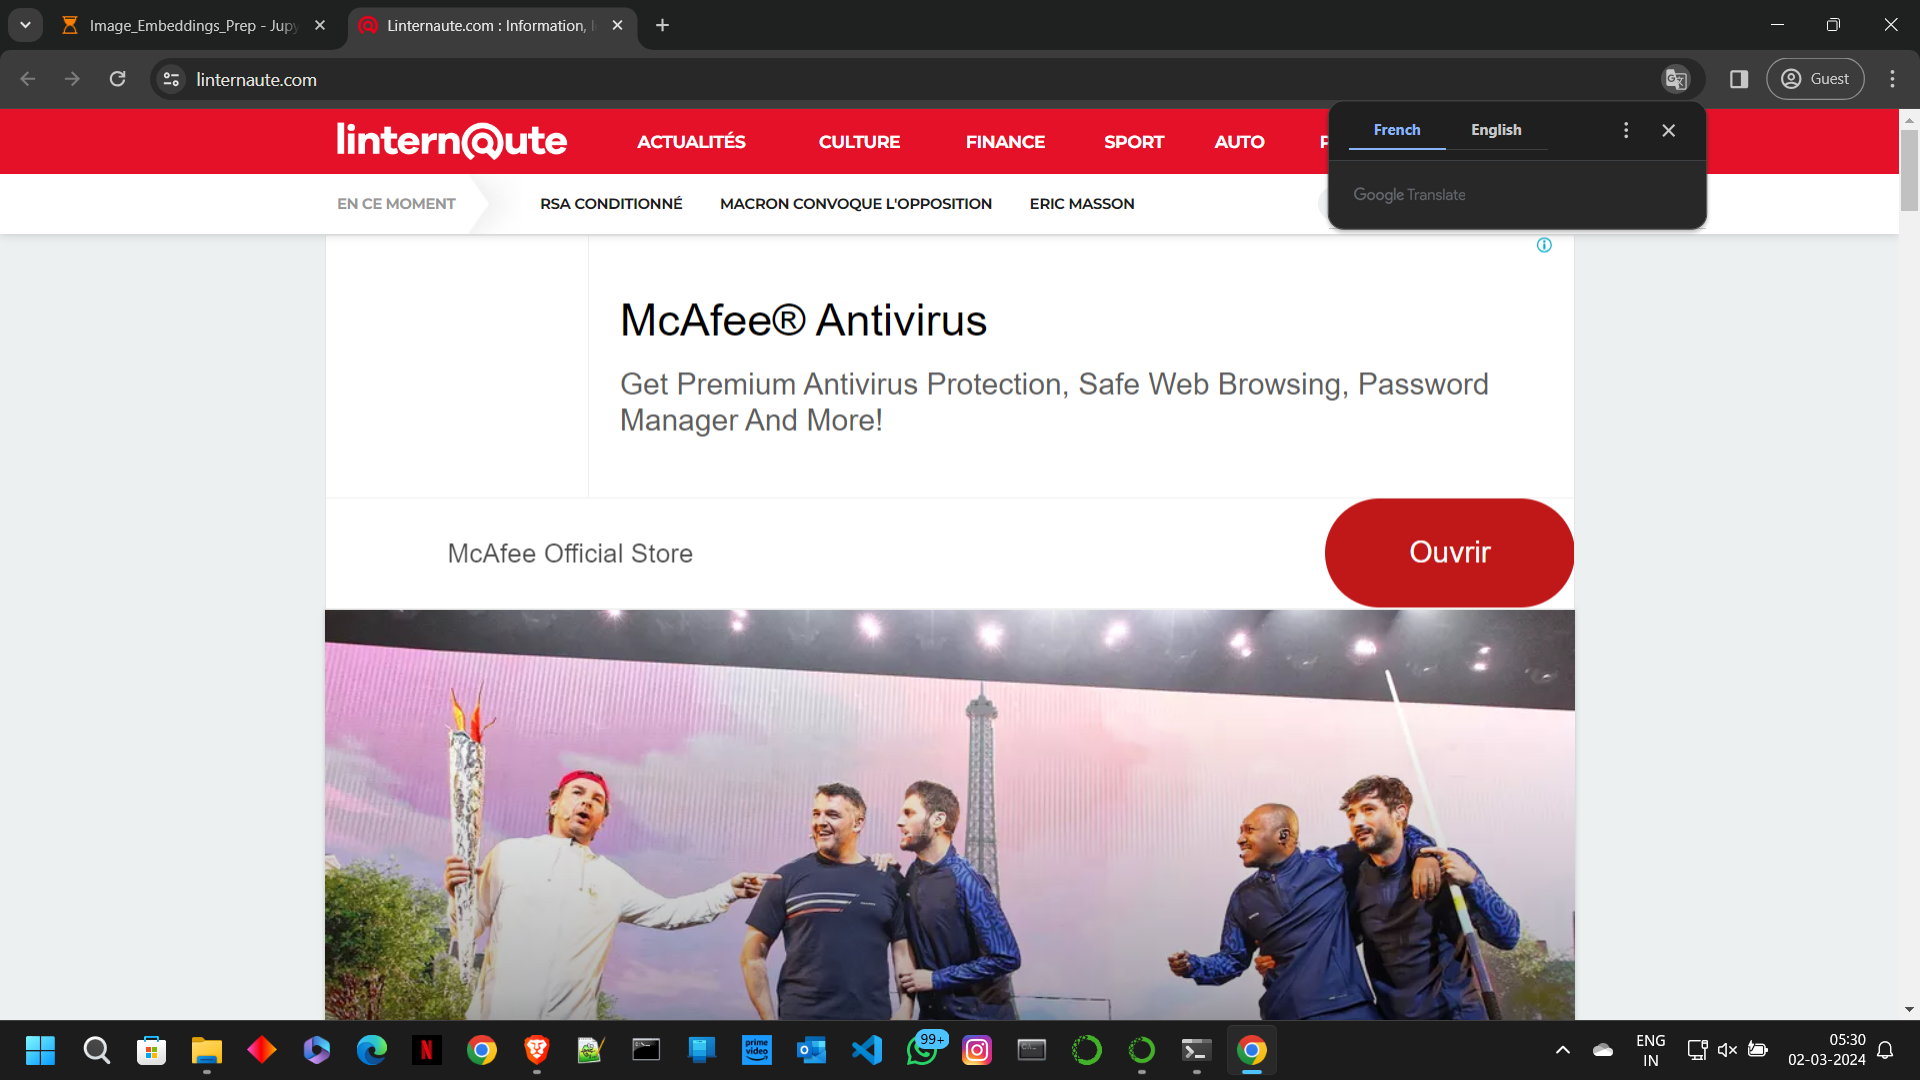 Image_Embeddings_Prep - Jupy
Linternaute.com : Information,
linternaute.com
Guest
French
English
Google Translate
linternaute
ACTUALITÉS
CULTURE
FINANCE
SPORT
AUTO
EN CE MOMENT
RSA CONDITIONNÉ
MACRON CONVOQUE L'OPPOSITION
ERIC MASSON
McAfee® Antivirus
Get Premium Antivirus Protection, Safe Web Browsing, Password
Manager And More!
McAfee Official Store
Ouvrir
prime
video
99+
ENG
IN
05:30
02-03-2024